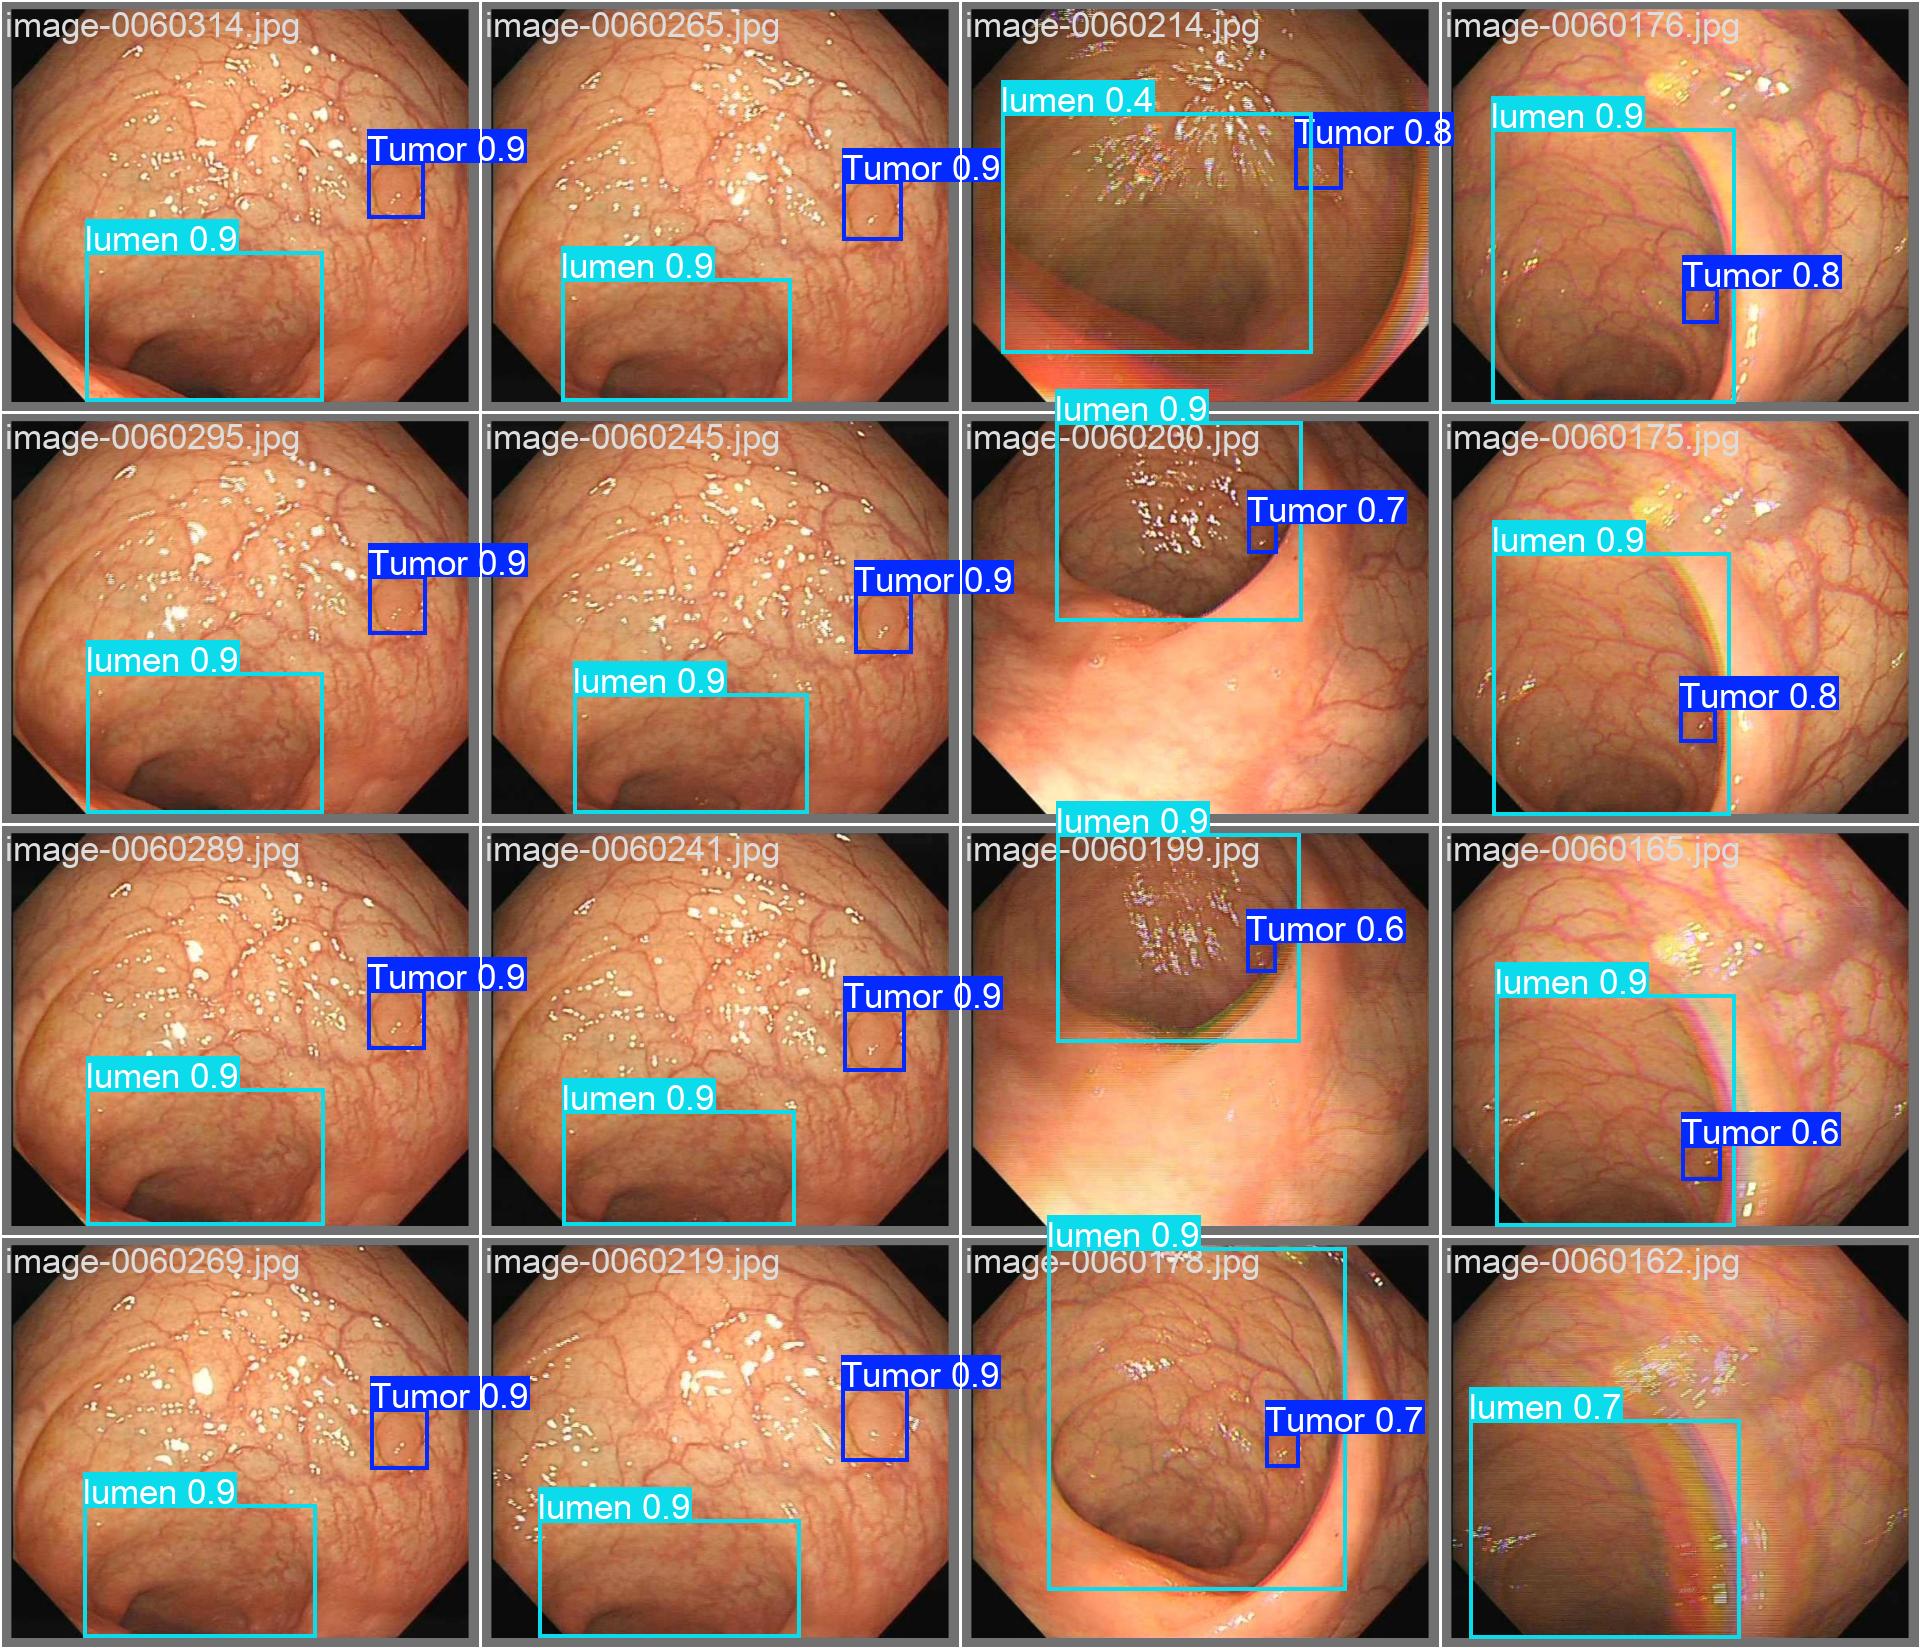 image-0060314.jpg
Tumor 0.9
lumen 0.9
image-0060265.jpg
Tumor 0.9
lumen 0.9
image-0060214.jpg
lumen 0.4
Tumor 0.8
image-0060176.jpg
lumen 0.9
Tumor 0.8
image-0060295.jpg
Tumor 0.9
lumen 0.9
image-0060245.jpg
Tumor 0.9
lumen 0.9
lumen 0.9
image-0060200.jpg
Tumor 0.7
image-0060175.jpg
lumen 0.9
Tumor 0.8
image-0060289.jpg
Tumor 0.9
lumen 0.9
image-0060241.jpg
Tumor 0.9
lumen 0.9
lumen 0.9
image-0060199.jpg
Tumor 0.6
image-0060165.jpg
lumen 0.9
Tumor 0.6
image-0060269.jpg
Tumor 0.9
lumen 0.9
image-0060219.jpg
Tumor 0.9
lumen 0.9
lumen 0.9
image-0060178.jpg
Tumor 0.7
image-0060162.jpg
lumen 0.7